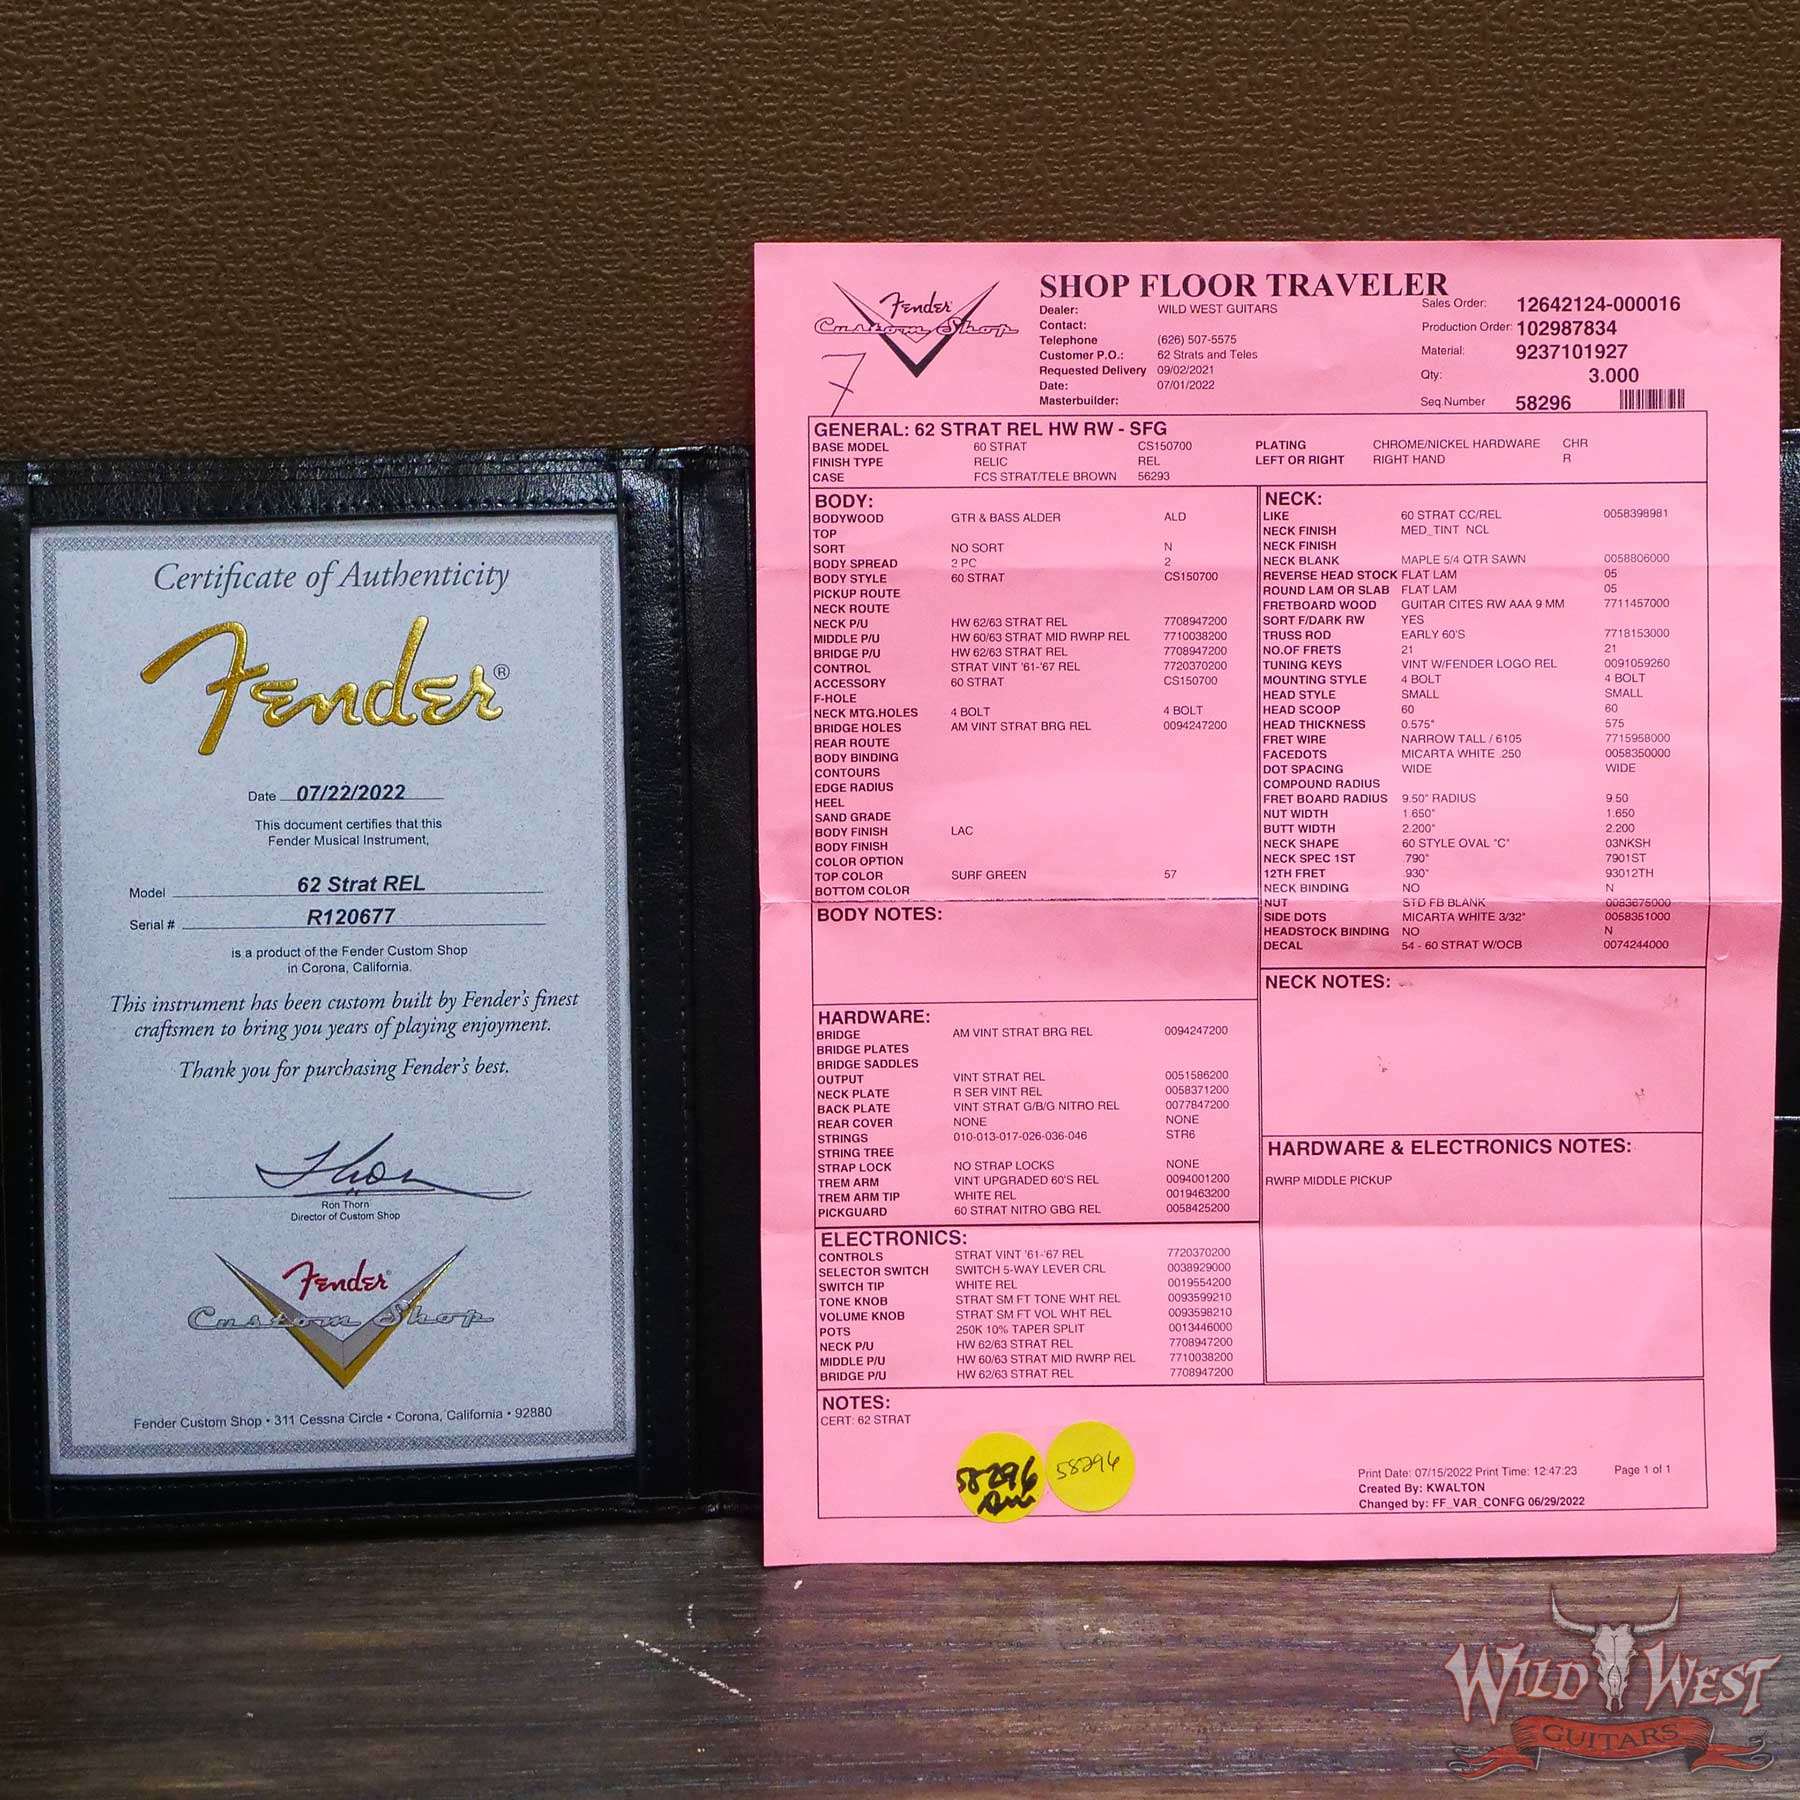 Certificate of Authenticity
Fender®
Date 07/22/2022
This document certifies that this
Fender Musical Instrument,
Model 62 Strat REL
Serial # R120677
is a product of the Fender Custom Shop
in Corona, California.
This instrument has been custom built by Fender's finest
craftsmen to bring you years of playing enjoyment.
Thank you for purchasing Fender's best.
Ron Thorn
Director of Custom Shop
Fender®
Custom Shop
Fender Custom Shop • 311 Cessna Circle • Corona, California • 92880
Fender
Custom Shop
7
SHOP FLOOR TRAVELER
Dealer: WILD WEST GUITARS
Contact:
Telephone (626) 507-5575
Customer P.O.: 62 Strats and Teles
Requested Delivery 09/02/2021
Date: 07/01/2022
Masterbuilder:
Sales Order: 12642124-000016
Production Order: 102987834
Material: 9237101927
Qty: 3.000
Seq.Number 58296
GENERAL: 62 STRAT REL HW RW - SFG
BASE MODEL 60 STRAT CS150700 PLATING CHROME/NICKEL HARDWARE CHR
FINISH TYPE RELIC REL LEFT OR RIGHT RIGHT HAND R
CASE FCS STRAT/TELE BROWN 56293
BODY:
BODYWOOD GTR & BASS ALDER ALD
TOP
SORT NO SORT N
BODY SPREAD 2 PC 2
BODY STYLE 60 STRAT CS150700
PICKUP ROUTE
NECK ROUTE
NECK P/U HW 62/63 STRAT REL 7708947200
MIDDLE P/U HW 60/63 STRAT MID RWRP REL 7710038200
BRIDGE P/U HW 62/63 STRAT REL 7708947200
CONTROL STRAT VINT '61-'67 REL 7720370200
ACCESSORY 60 STRAT CS150700
F-HOLE
NECK MTG.HOLES 4 BOLT 4 BOLT
BRIDGE HOLES AM VINT STRAT BRG REL 0094247200
REAR ROUTE
BODY BINDING
CONTOURS
EDGE RADIUS
HEEL
SAND GRADE
BODY FINISH LAC
BODY FINISH
COLOR OPTION
TOP COLOR SURF GREEN 57
BOTTOM COLOR
BODY NOTES:
HARDWARE:
BRIDGE AM VINT STRAT BRG REL 0094247200
BRIDGE PLATES
BRIDGE SADDLES
OUTPUT VINT STRAT REL 0051586200
NECK PLATE R SER VINT REL 0058371200
BACK PLATE VINT STRAT G/B/G NITRO REL 0077847200
REAR COVER NONE NONE
STRINGS 010-013-017-026-036-046 STR6
STRING TREE
STRAP LOCK NO STRAP LOCKS NONE
TREM ARM VINT UPGRADED 60'S REL 0094001200
TREM ARM TIP WHITE REL 0019463200
PICKGUARD 60 STRAT NITRO GBG REL 0058425200
ELECTRONICS:
CONTROLS STRAT VINT '61-'67 REL 7720370200
SELECTOR SWITCH SWITCH 5-WAY LEVER CRL 0038929000
SWITCH TIP WHITE REL 0019554200
TONE KNOB STRAT SM FT TONE WHT REL 0093599210
VOLUME KNOB STRAT SM FT VOL WHT REL 0093598210
POTS 250K 10% TAPER SPLIT 0013446000
NECK P/U HW 62/63 STRAT REL 7708947200
MIDDLE P/U HW 60/63 STRAT MID RWRP REL 7710038200
BRIDGE P/U HW 62/63 STRAT REL 7708947200
NECK:
LIKE 60 STRAT CC/REL 0058398981
NECK FINISH MED_TINT NCL
NECK FINISH
NECK BLANK MAPLE 5/4 QTR SAWN 0058806000
REVERSE HEAD STOCK FLAT LAM 05
ROUND LAM OR SLAB FLAT LAM 05
FRETBOARD WOOD GUITAR CITES RW AAA 9 MM 7711457000
SORT F/DARK RW YES
TRUSS ROD EARLY 60'S 7718153000
NO.OF FRETS 21 21
TUNING KEYS VINT W/FENDER LOGO REL 0091059260
MOUNTING STYLE 4 BOLT 4 BOLT
HEAD STYLE SMALL SMALL
HEAD SCOOP 60 60
HEAD THICKNESS 0.575" 575
FRET WIRE NARROW TALL / 6105 7715958000
FACEDOTS MICARTA WHITE .250 0058350000
DOT SPACING WIDE WIDE
COMPOUND RADIUS
FRET BOARD RADIUS 9.50" RADIUS 9.50
NUT WIDTH 1.650" 1.650
BUTT WIDTH 2.200" 2.200
NECK SHAPE 60 STYLE OVAL "C" 03NKSH
NECK SPEC 1ST .790" 7901ST
12TH FRET .930" 93012TH
NECK BINDING NO N
NUT STD FB BLANK 0083675000
SIDE DOTS MICARTA WHITE 3/32" 0058351000
HEADSTOCK BINDING NO N
DECAL 54 - 60 STRAT W/OCB 0074244000
NECK NOTES:
HARDWARE & ELECTRONICS NOTES:
RWRP MIDDLE PICKUP
NOTES:
CERT: 62 STRAT
58296
58296
Print Date: 07/15/2022 Print Time: 12:47:23 Page 1 of 1
Created By: KWALTON
Changed by: FF_VAR_CONFG 06/29/2022
WILD WEST
GUITARS